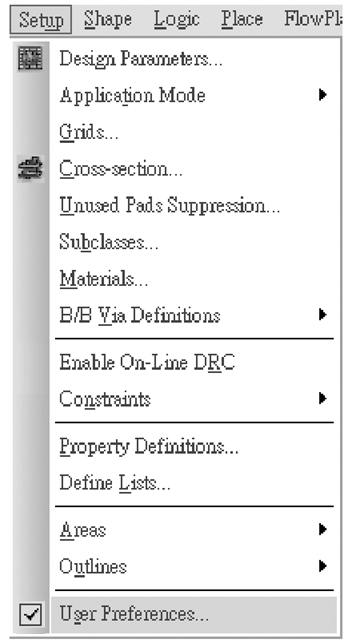 Setup Shape Logic Place FlowPl
Design Parameters...
Application Mode
Grids...
Cross-section...
Unused Pads Suppression...
Subclasses...
Materials...
B/B Via Definitions
Enable On-Line DRC
Constraints
Property Definitions...
Define Lists...
Areas
Outlines
User Preferences...